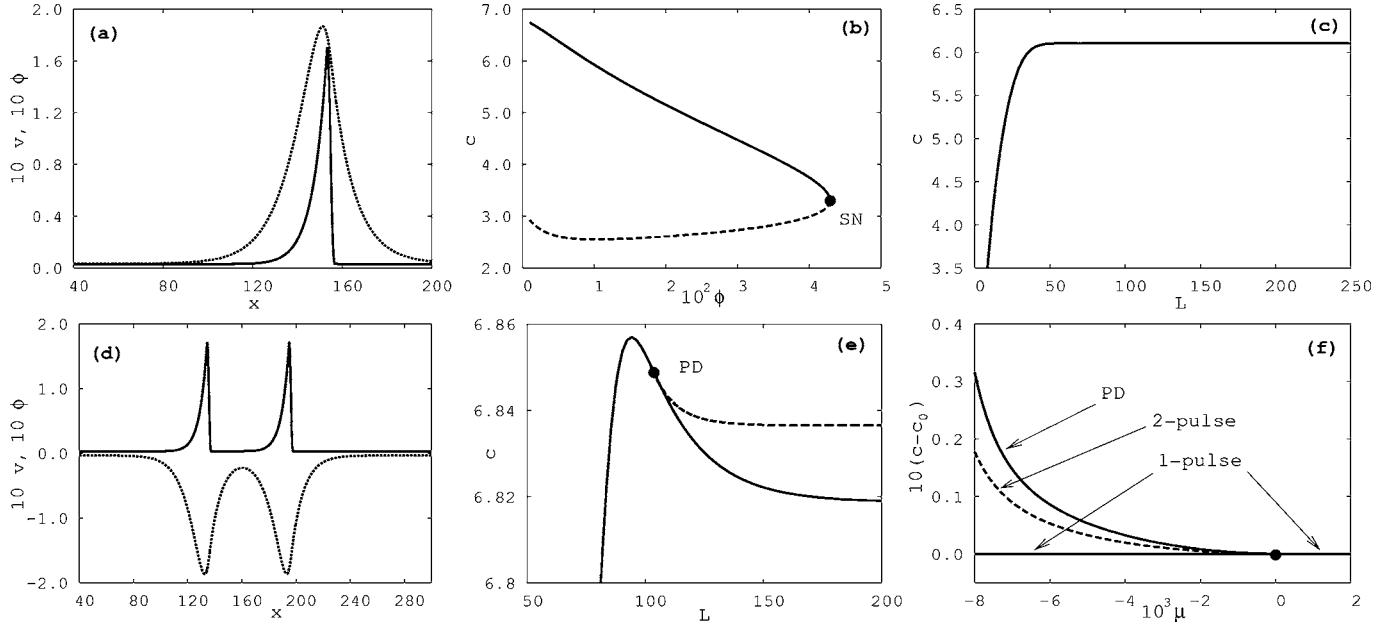 (a)
2.0
1.6
1.2
0.8
0.4
0.0
10 v, 10 ϕ
40
80
120
160
200
x
(b)
7.0
6.0
5.0
4.0
3.0
2.0
c
SN
0
1
2
3
4
5
10² ϕ
(c)
6.5
6.0
5.5
5.0
4.5
4.0
3.5
c
0
50
100
150
200
250
L
(d)
2.0
1.0
0.0
-1.0
-2.0
10 v, 10 ϕ
40
80
120
160
200
240
280
x
(e)
6.86
6.84
6.82
6.8
c
PD
50
100
150
200
L
(f)
0.4
0.3
0.2
0.1
0.0
10(c-c₀)
PD
2-pulse
1-pulse
-8
-6
-4
-2
0
2
10³ μ